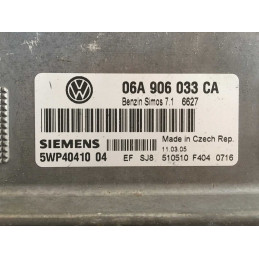 06A 906 033 CA
Benzin Simos 7.1 6627
SIEMENS
5WP40410 04
Made in Czech Rep.
11.03.05
EF SJ8 510510 F404 0716